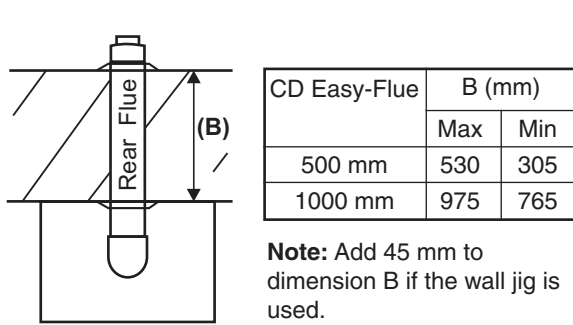 Rear Flue
(B)
CD Easy-Flue B (mm)
Max Min
500 mm 530 305
1000 mm 975 765
Note: Add 45 mm to
dimension B if the wall jig is
used.